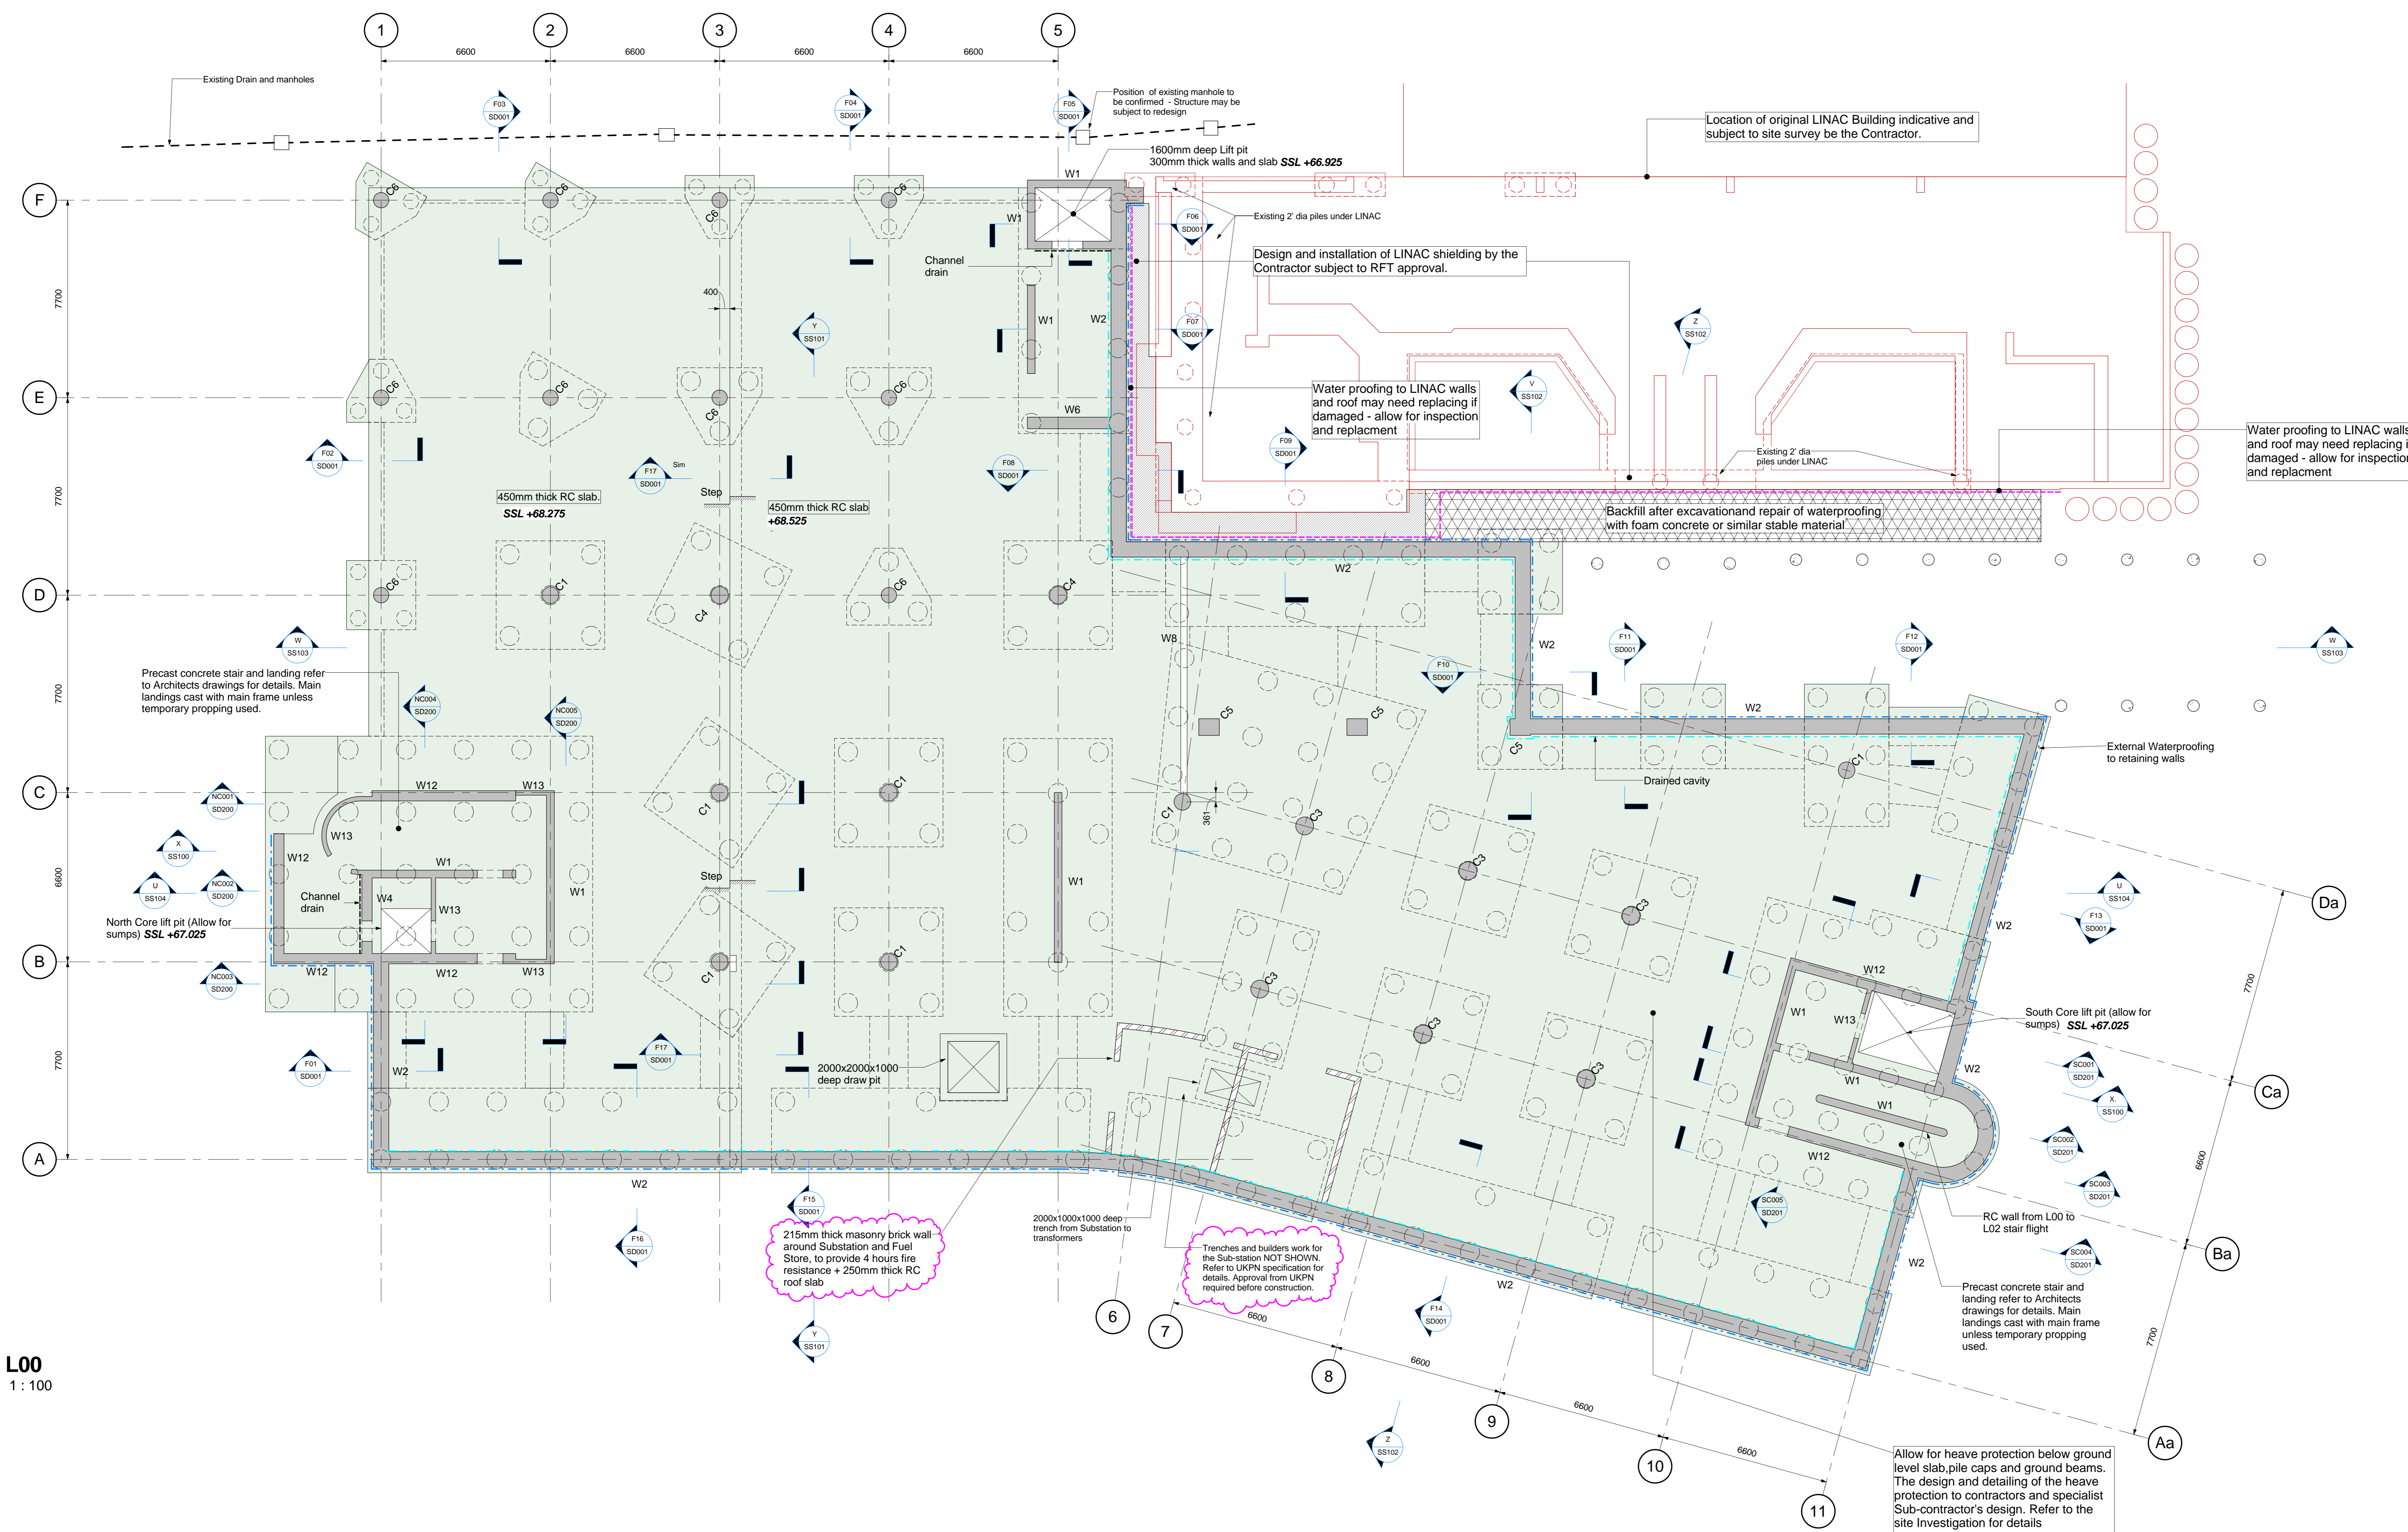 1
2
3
4
5
6600
6600
6600
6600
Existing Drain and manholes
F03
SD001
F04
SD001
F05
SD001
Position of existing manhole to
be confirmed - Structure may be
subject to redesign
Location of original LINAC Building indicative and
subject to site survey be the Contractor.
1600mm deep Lift pit
300mm thick walls and slab SSL +66.925
W1
F
C6
C6
C6
C6
W1
F06
SD001
Existing 2' dia piles under LINAC
Channel
drain
Design and installation of LINAC shielding by the
Contractor subject to RFT approval.
7700
400
Y
SS101
W1
W2
F07
SD001
Z
SS102
E
C6
C6
C6
C6
W6
Water proofing to LINAC walls
and roof may need replacing if
damaged - allow for inspection
and replacment
V
SS102
F02
SD001
F17
SD001
Sim
F08
SD001
F09
SD001
Existing 2' dia
piles under LINAC
Water proofing to LINAC walls
and roof may need replacing i
damaged - allow for inspection
and replacment
7700
450mm thick RC slab.
SSL +68.275
Step
450mm thick RC slab
+68.525
Backfill after excavationand repair of waterproofing
with foam concrete or similar stable material
W2
D
C6
C1
C4
C6
C4
W
SS103
W8
W2
F10
SD001
F11
SD001
F12
SD001
W
SS103
Precast concrete stair and landing refer
to Architects drawings for details. Main
landings cast with main frame unless
temporary propping used.
7700
NC004
SD200
NC005
SD200
C5
C5
C5
W2
External Waterproofing
to retaining walls
Drained cavity
C1
C
NC001
SD200
W12
W13
C1
C1
C1
361
C3
X
SS100
W13
W12
W1
U
SS104
NC002
SD200
6600
Channel
drain
W4
W13
W1
Step
W1
C3
C3
U
SS104
F13
SD001
W2
Da
North Core lift pit (Allow for
sumps) SSL +67.025
B
W12
W12
W13
C1
C1
C3
C3
C3
NC003
SD200
W12
W1
W13
South Core lift pit (allow for
sumps) SSL +67.025
7700
7700
F01
SD001
W2
F17
SD001
2000x2000x1000
deep draw pit
W1
W2
W1
SC001
SD201
X.
SS100
Ca
A
W2
W12
SC002
SD201
SC003
SD201
6600
F15
SD001
F16
SD001
215mm thick masonry brick wall
around Substation and Fuel
Store, to provide 4 hours fire
resistance + 250mm thick RC
roof slab
2000x1000x1000 deep
trench from Substation to
transformers
Trenches and builders work for
the Sub-station NOT SHOWN.
Refer to UKPN specification for
details. Approval from UKPN
required before construction.
SC005
SD201
RC wall from L00 to
L02 stair flight
SC004
SD201
Ba
W2
W2
Precast concrete stair and
landing refer to Architects
drawings for details. Main
landings cast with main frame
unless temporary propping
used.
7700
Y
SS101
F14
SD001
6
7
6600
8
6600
9
6600
10
11
Aa
Z
SS102
L00
1 : 100
Allow for heave protection below ground
level slab,pile caps and ground beams.
The design and detailing of the heave
protection to contractors and specialist
Sub-contractor's design. Refer to the
site Investigation for details